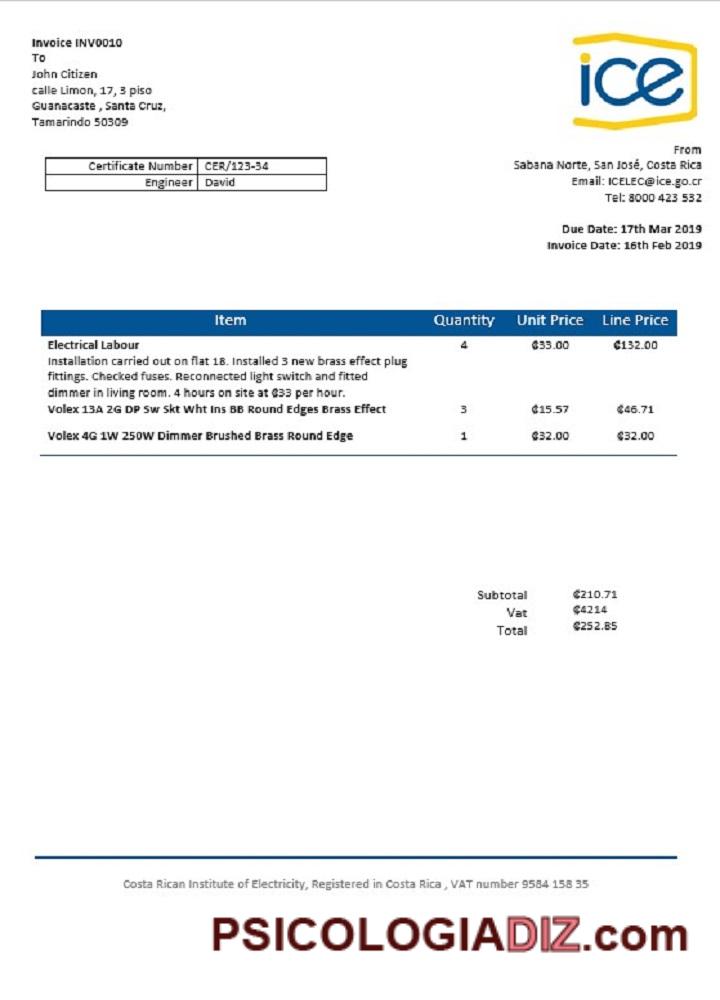 Invoice INV0010
To
John Citizen
calle Limon, 17, 3 piso
Guanacaste , Santa Cruz,
Tamarindo 50309
ice
Certificate Number CER/123-34
Engineer David
From
Sabana Norte, San José, Costa Rica
Email: ICELEC@ice.go.cr
Tel: 8000 423 532
Due Date: 17th Mar 2019
Invoice Date: 16th Feb 2019
Item Quantity Unit Price Line Price
Electrical Labour 4 ₡33.00 ₡132.00
Installation carried out on flat 18. Installed 3 new brass effect plug
fittings. Checked fuses. Reconnected light switch and fitted
dimmer in living room. 4 hours on site at ₡33 per hour.
Volex 13A 2G DP Sw Skt Wht Ins BB Round Edges Brass Effect 3 ₡15.57 ₡46.71
Volex 4G 1W 250W Dimmer Brushed Brass Round Edge 1 ₡32.00 ₡32.00
Subtotal ₡210.71
Vat ₡4214
Total ₡252.85
Costa Rican Institute of Electricity, Registered in Costa Rica , VAT number 9584 158 35
PSICOLOGIADIZ.com